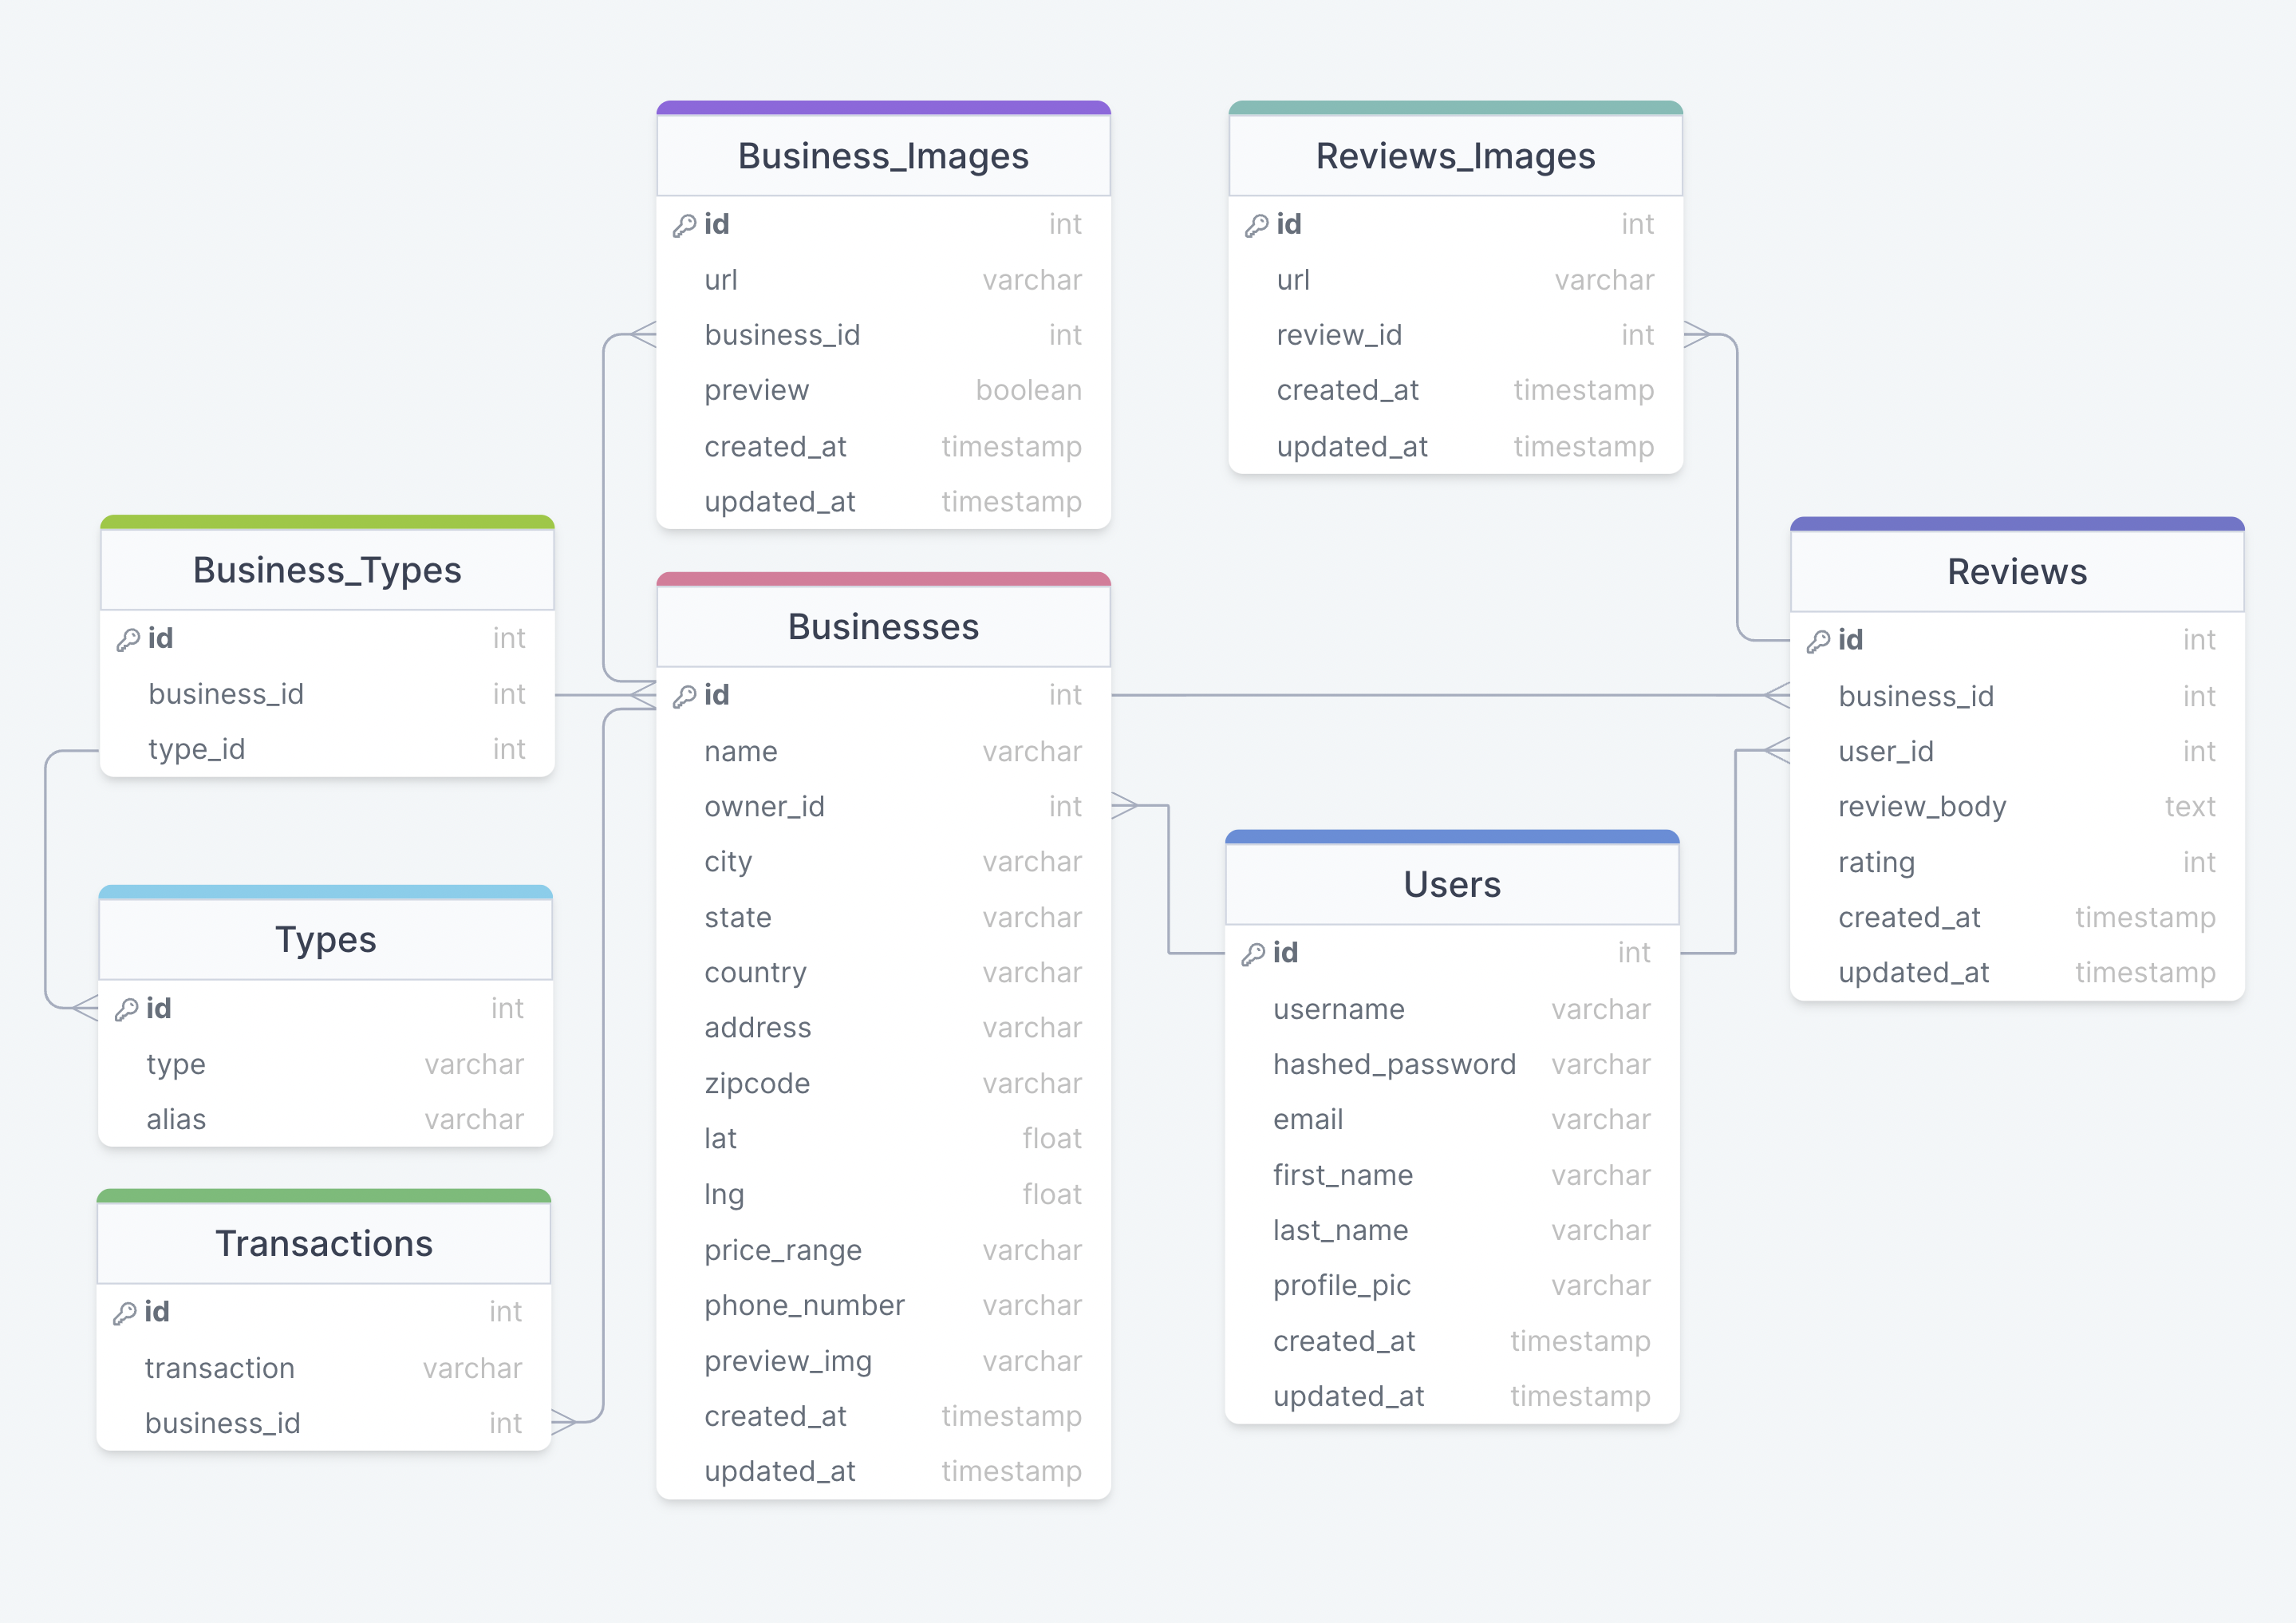 Business_Images
id int
url varchar
business_id int
preview boolean
created_at timestamp
updated_at timestamp
Reviews_Images
id int
url varchar
review_id int
created_at timestamp
updated_at timestamp
Business_Types
id int
business_id int
type_id int
Businesses
id int
name varchar
owner_id int
city varchar
state varchar
country varchar
address varchar
zipcode varchar
lat float
lng float
price_range varchar
phone_number varchar
preview_img varchar
created_at timestamp
updated_at timestamp
Reviews
id int
business_id int
user_id int
review_body text
rating int
created_at timestamp
updated_at timestamp
Users
id int
username varchar
hashed_password varchar
email varchar
first_name varchar
last_name varchar
profile_pic varchar
created_at timestamp
updated_at timestamp
Types
id int
type varchar
alias varchar
Transactions
id int
transaction varchar
business_id int